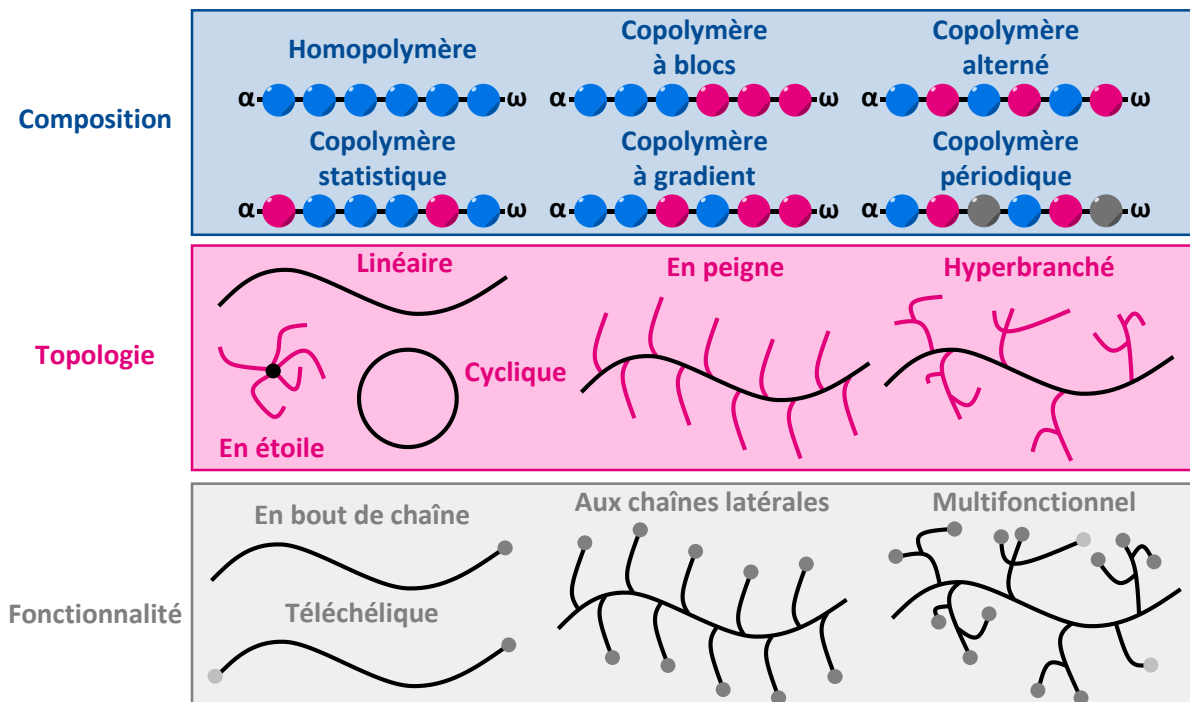 Composition
Homopolymère
α
ω
Copolymère
à blocs
α
ω
Copolymère
alterné
α
ω
Copolymère
statistique
α
ω
Copolymère
à gradient
α
ω
Copolymère
périodique
α
ω
Topologie
Linéaire
En étoile
Cyclique
En peigne
Hyperbranché
Fonctionnalité
En bout de chaîne
Téléchélique
Aux chaînes latérales
Multifonctionnel